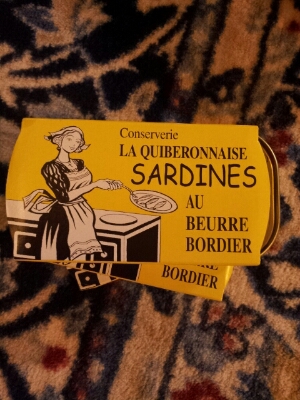 Conserverie
LA QUIBERONNAISE
SARDINES
AU
BEURRE
BORDIER
BORDIER